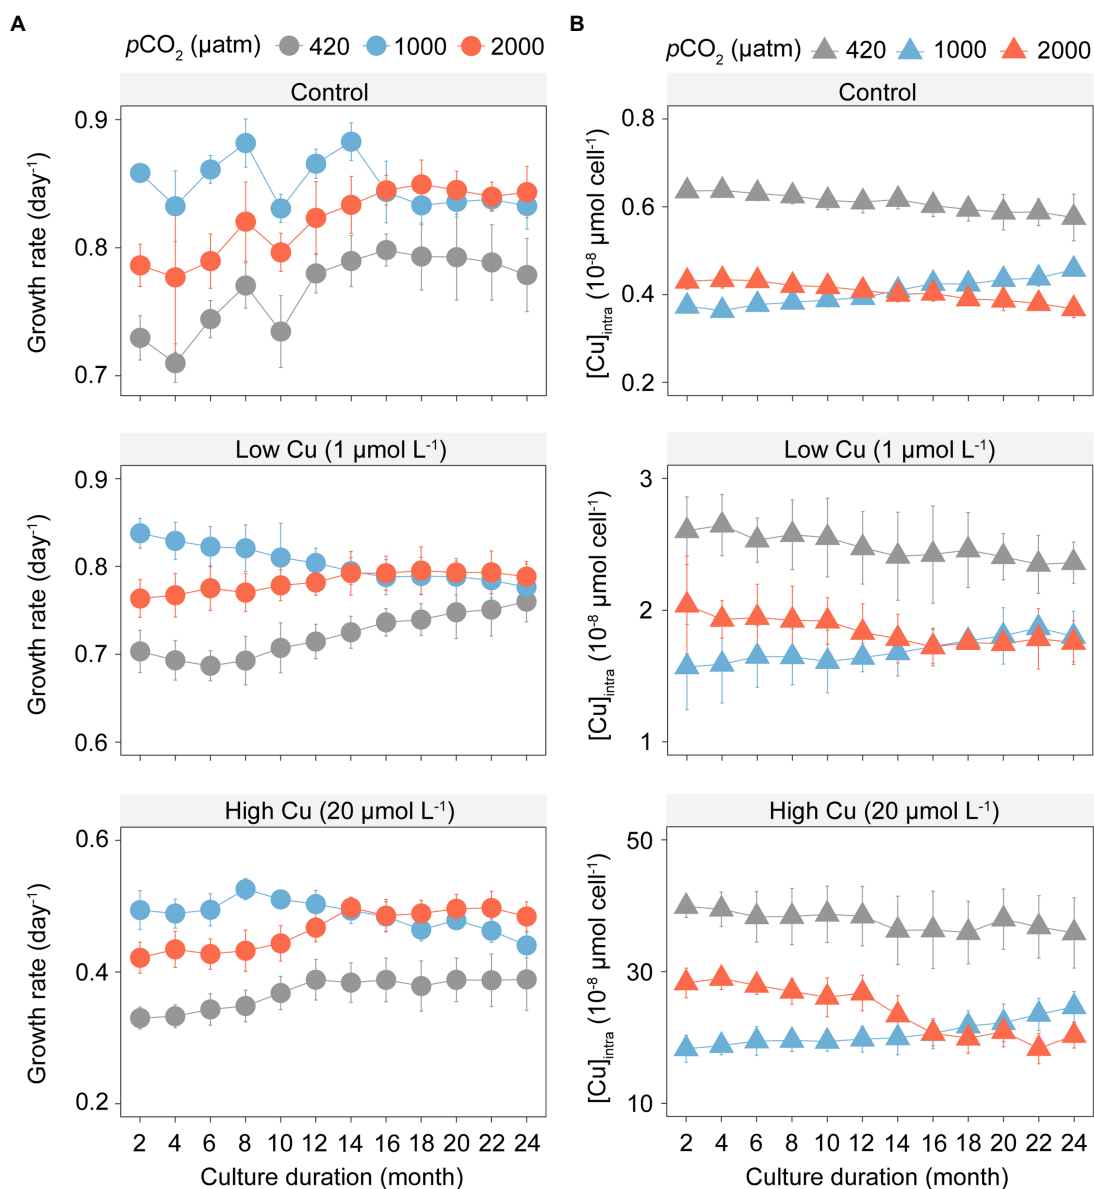 A
pCO₂ (µatm) 420 1000 2000
Control
0.9
0.8
0.7
Growth rate (day⁻¹)
Low Cu (1 µmol L⁻¹)
0.9
0.8
0.7
0.6
Growth rate (day⁻¹)
High Cu (20 µmol L⁻¹)
0.6
0.4
0.2
Growth rate (day⁻¹)
2 4 6 8 10 12 14 16 18 20 22 24
Culture duration (month)
B
pCO₂ (µatm) 420 1000 2000
Control
0.8
0.6
0.4
0.2
[Cu]intra (10⁻⁸ µmol cell⁻¹)
Low Cu (1 µmol L⁻¹)
3
2
1
[Cu]intra (10⁻⁸ µmol cell⁻¹)
High Cu (20 µmol L⁻¹)
50
30
10
[Cu]intra (10⁻⁸ µmol cell⁻¹)
2 4 6 8 10 12 14 16 18 20 22 24
Culture duration (month)